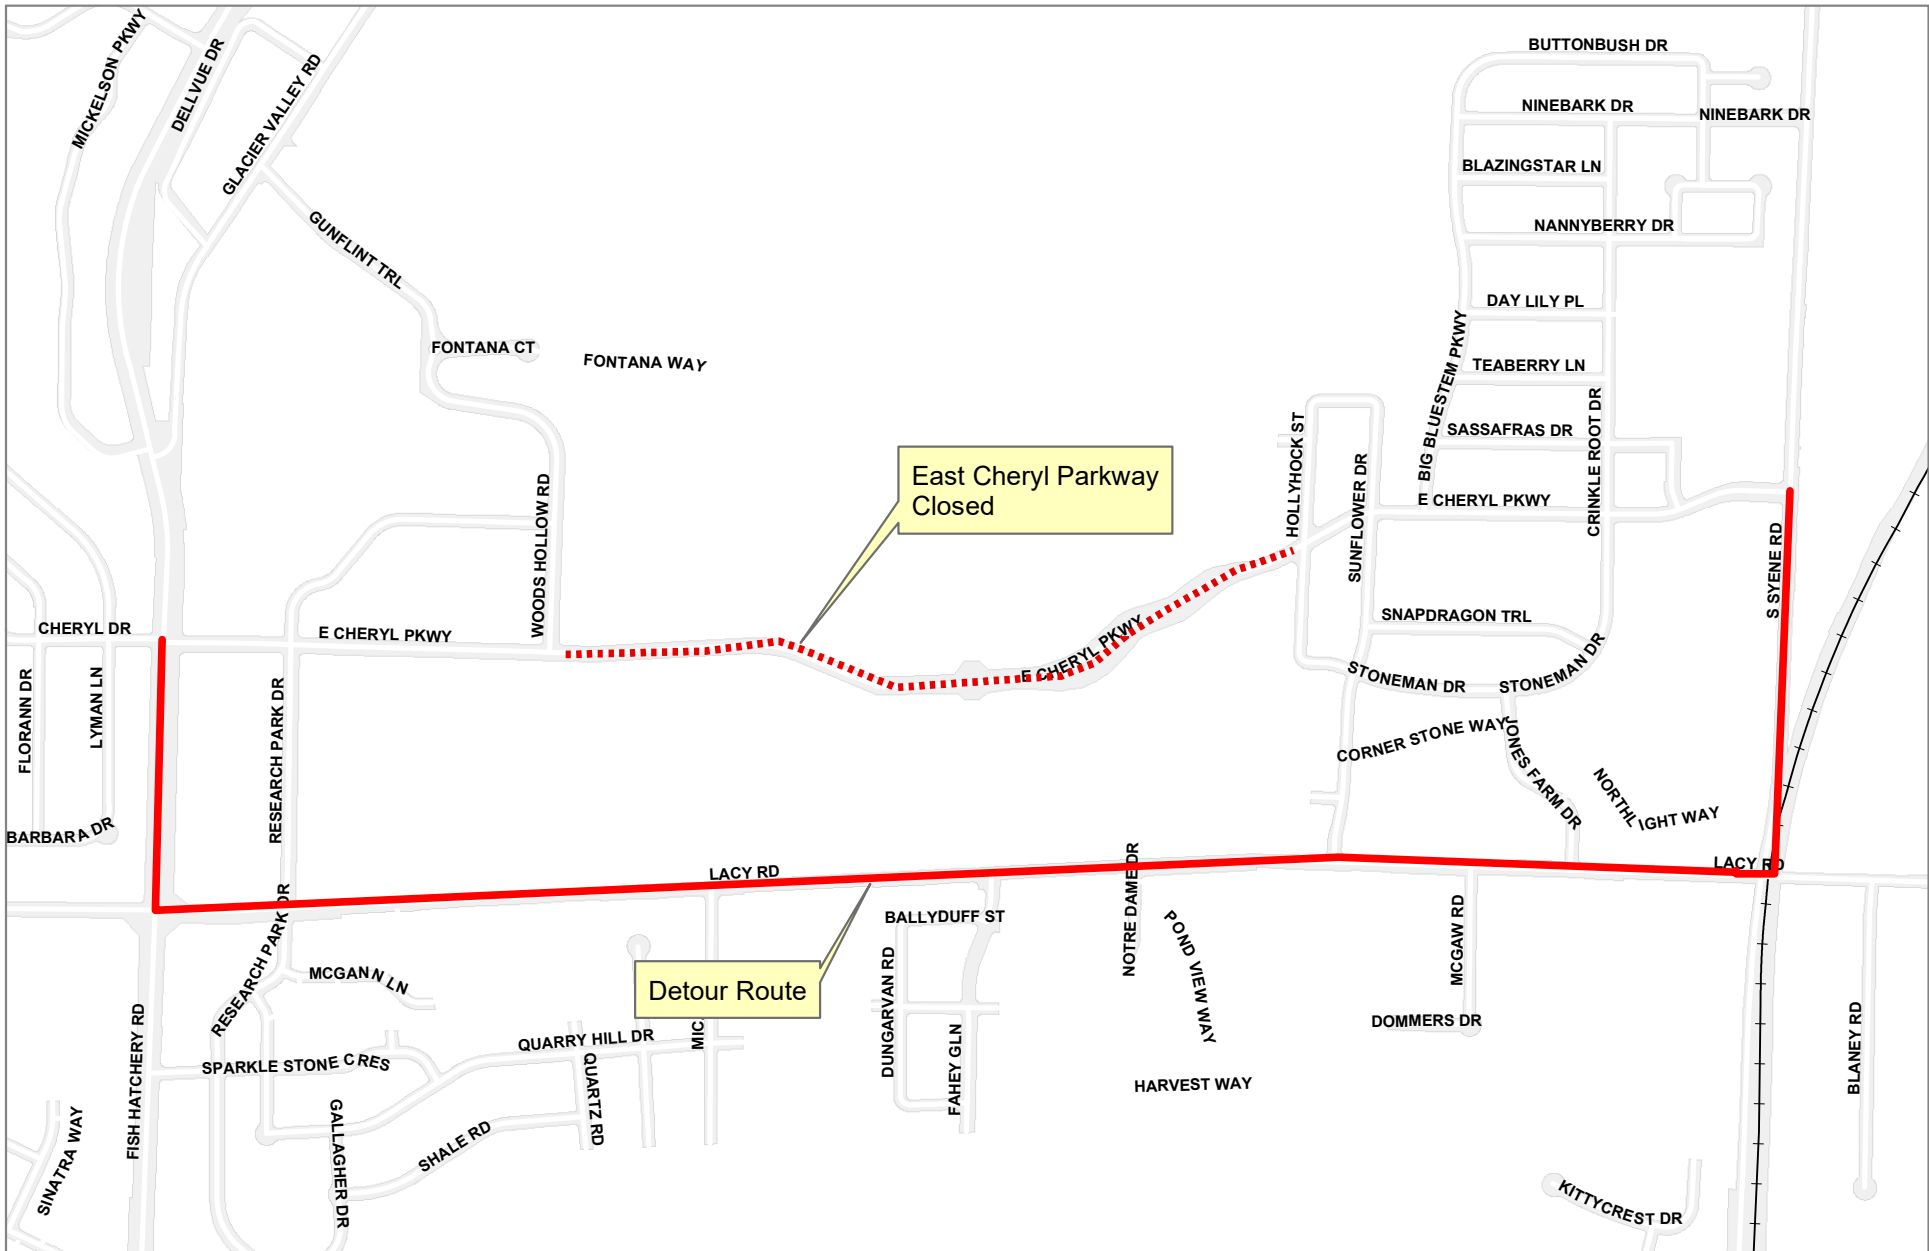 MICKELSON PKWY
DELLVUE DR
GLACIER VALLEY RD
BUTTONBUSH DR
NINEBARK DR
NINEBARK DR
BLAZINGSTAR LN
NANNYBERRY DR
GUNFLINT TRL
DAY LILY PL
FONTANA CT
FONTANA WAY
BIG BLUESTEM PKWY
TEABERRY LN
CRINKLE ROOT DR
SASSAFRAS DR
HOLLYHOCK ST
SUNFLOWER DR
East Cheryl Parkway
Closed
E CHERYL PKWY
WOODS HOLLOW RD
S SYENE RD
CHERYL DR
E CHERYL PKWY
E CHERYL PKWY
SNAPDRAGON TRL
STONEMAN DR
STONEMAN DR
FLORANN DR
LYMAN LN
RESEARCH PARK DR
CORNER STONE WAY
JONES FARM DR
NORTHL
IGHT WAY
BARBARA DR
LACY RD
LACY RD
NOTRE DAME DR
RESEARCH PARK DR
BALLYDUFF ST
POND VIEW WAY
MCGAW RD
MCGANN LN
Detour Route
DUNGARVAN RD
FISH HATCHERY RD
QUARRY HILL DR
DOMMERS DR
BLANEY RD
SPARKLE STONE CRES
QUARTZ RD
FAHEY GLN
HARVEST WAY
SINATRA WAY
GALLAGHER DR
SHALE RD
KITTYCREST DR